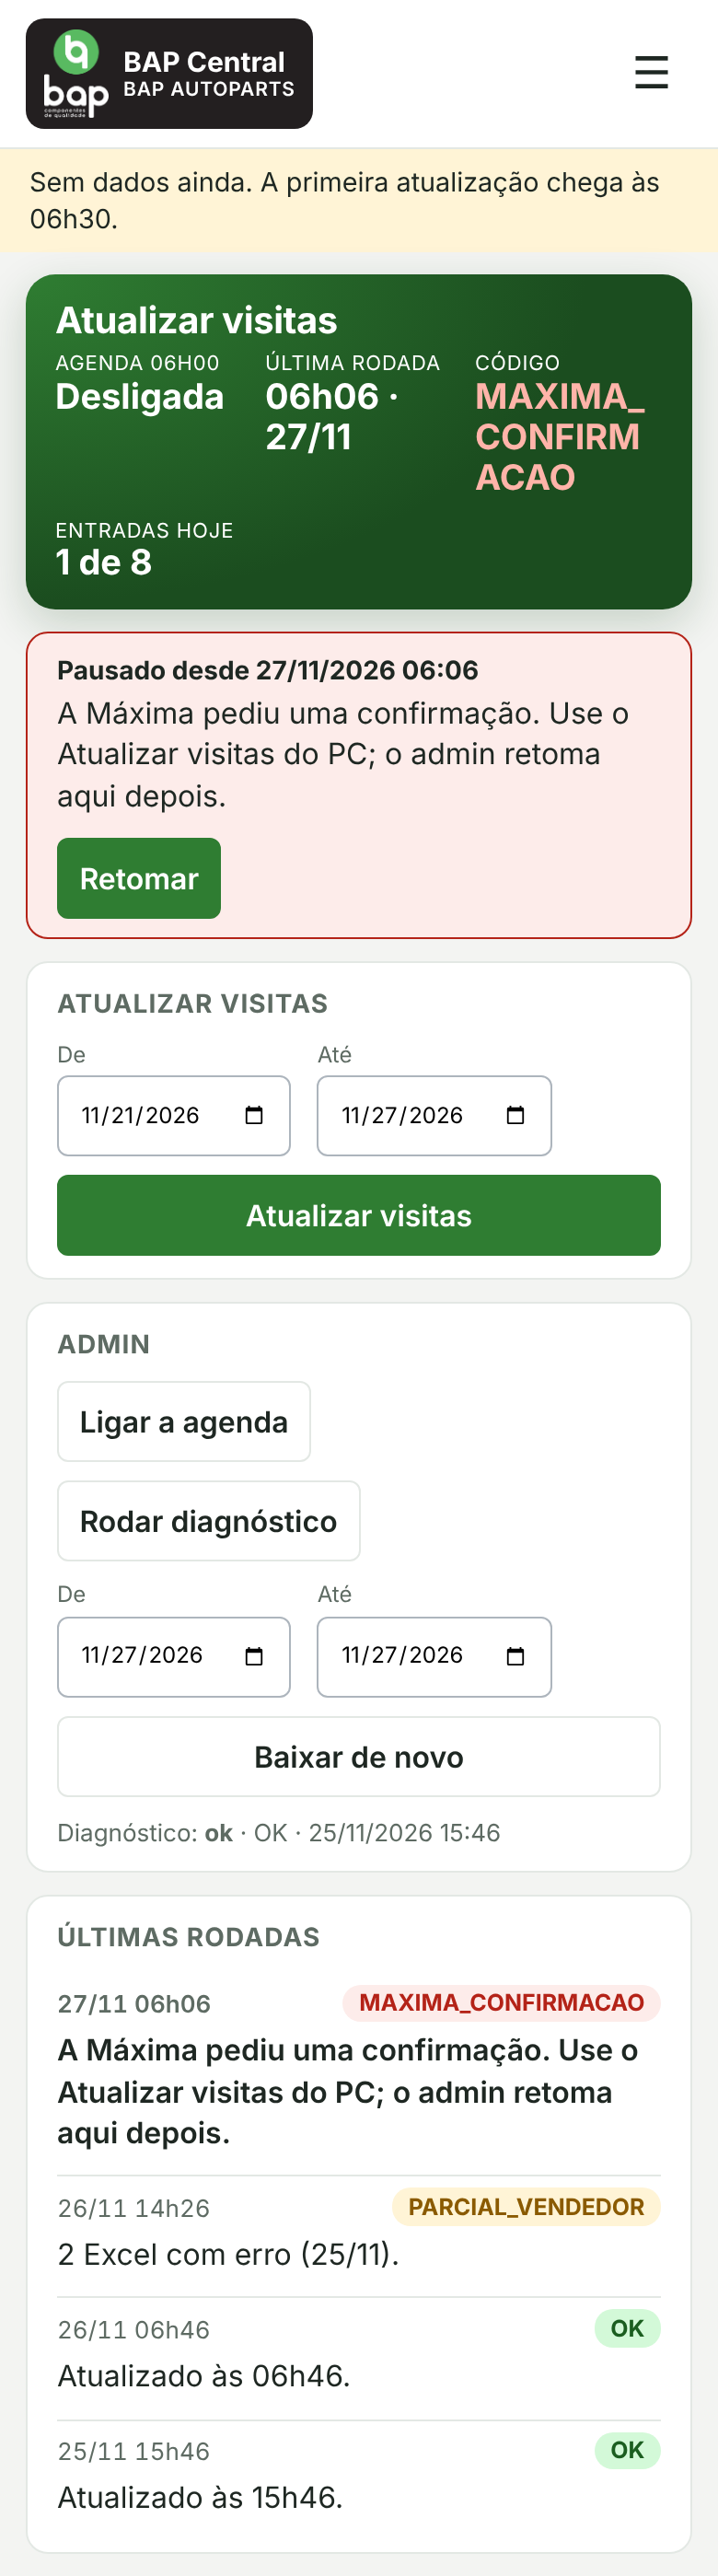 bap
componentes
de qualidade
BAP Central
BAP AUTOPARTS
Sem dados ainda. A primeira atualização chega às
06h30.
Atualizar visitas
AGENDA 06H00
Desligada
ÚLTIMA RODADA
06h06 ·
27/11
CÓDIGO
MAXIMA_
CONFIRM
ACAO
ENTRADAS HOJE
1 de 8
Pausado desde 27/11/2026 06:06
A Máxima pediu uma confirmação. Use o
Atualizar visitas do PC; o admin retoma
aqui depois.
Retomar
ATUALIZAR VISITAS
De
Até
11/21/2026
11/27/2026
Atualizar visitas
ADMIN
Ligar a agenda
Rodar diagnóstico
De
Até
11/27/2026
11/27/2026
Baixar de novo
Diagnóstico: ok · OK · 25/11/2026 15:46
ÚLTIMAS RODADAS
27/11 06h06
MAXIMA_CONFIRMACAO
A Máxima pediu uma confirmação. Use o
Atualizar visitas do PC; o admin retoma
aqui depois.
26/11 14h26
PARCIAL_VENDEDOR
2 Excel com erro (25/11).
26/11 06h46
OK
Atualizado às 06h46.
25/11 15h46
OK
Atualizado às 15h46.